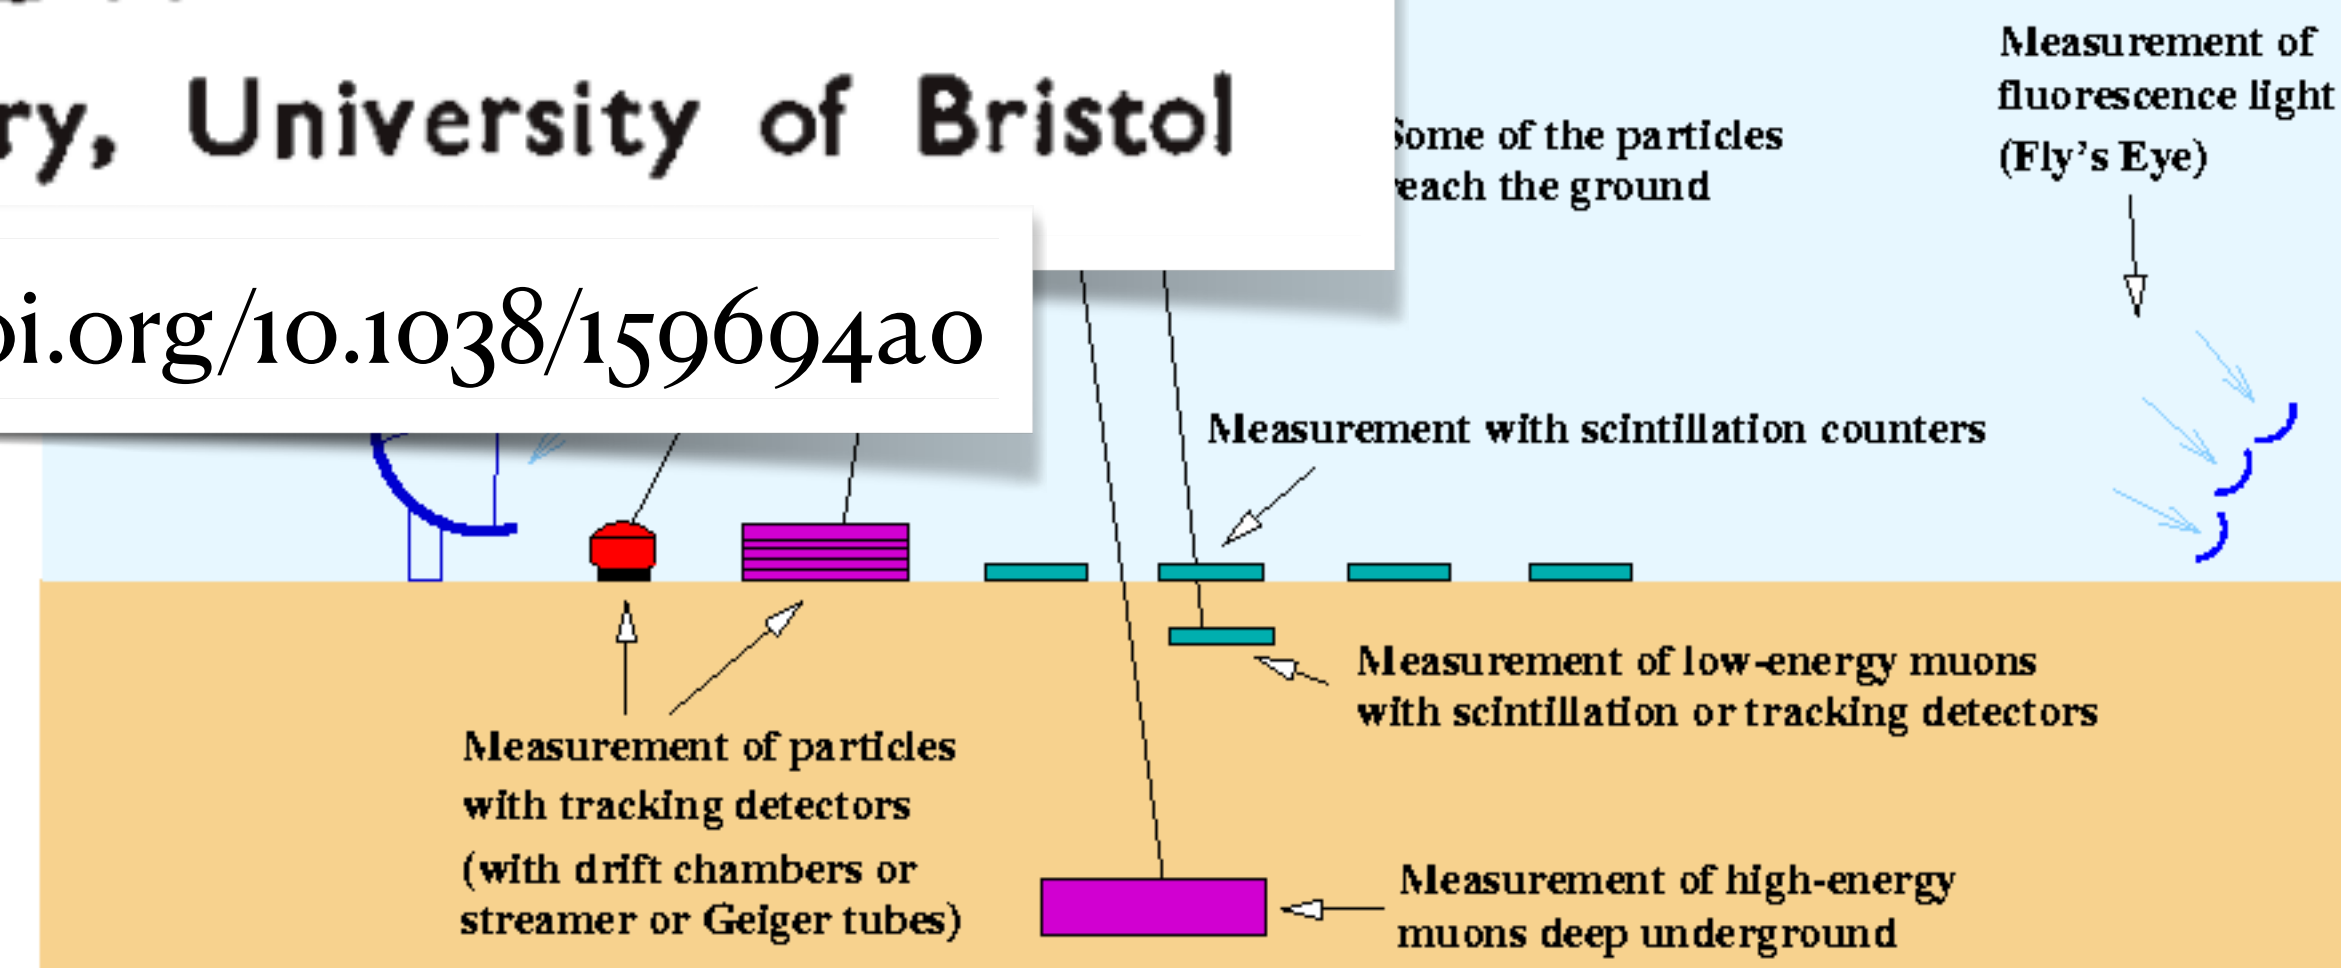 ry, University of Bristol
oi.org/10.1038/159694a0
Some of the particles
reach the ground
Measurement of
fluorescence light
(Fly's Eye)
Measurement with scintillation counters
Measurement of low-energy muons
with scintillation or tracking detectors
Measurement of particles
with tracking detectors
(with drift chambers or
streamer or Geiger tubes)
Measurement of high-energy
muons deep underground